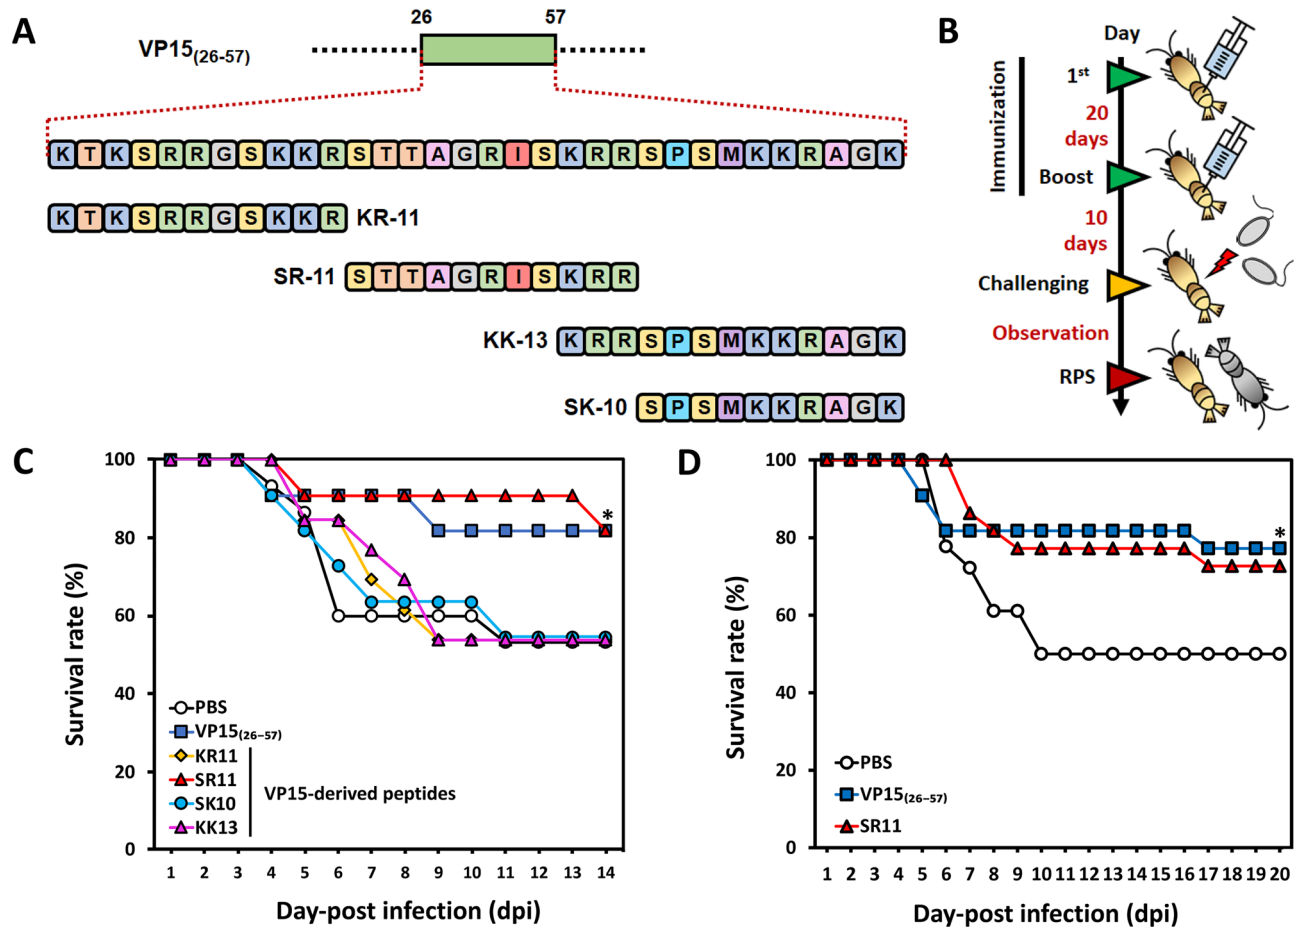 A
26 57
VP15(26-57)
K T K S R R G S K K R S T T A G R I S K R R S P S M K K R A G K
K T K S R R G S K K R KR-11
SR-11 S T T A G R I S K R R
KK-13 K R R S P S M K K R A G K
SK-10 S P S M K K R A G K
B
Day
Immunization
1st
20
days
Boost
10
days
Challenging
Observation
RPS
C
Survival rate (%)
100
80
60
40
20
0
*
PBS
VP15(26–57)
KR11
SR11
SK10
KK13
VP15-derived peptides
1 2 3 4 5 6 7 8 9 10 11 12 13 14
Day-post infection (dpi)
D
Survival rate (%)
100
80
60
40
20
0
*
PBS
VP15(26–57)
SR11
1 2 3 4 5 6 7 8 9 10 11 12 13 14 15 16 17 18 19 20
Day-post infection (dpi)